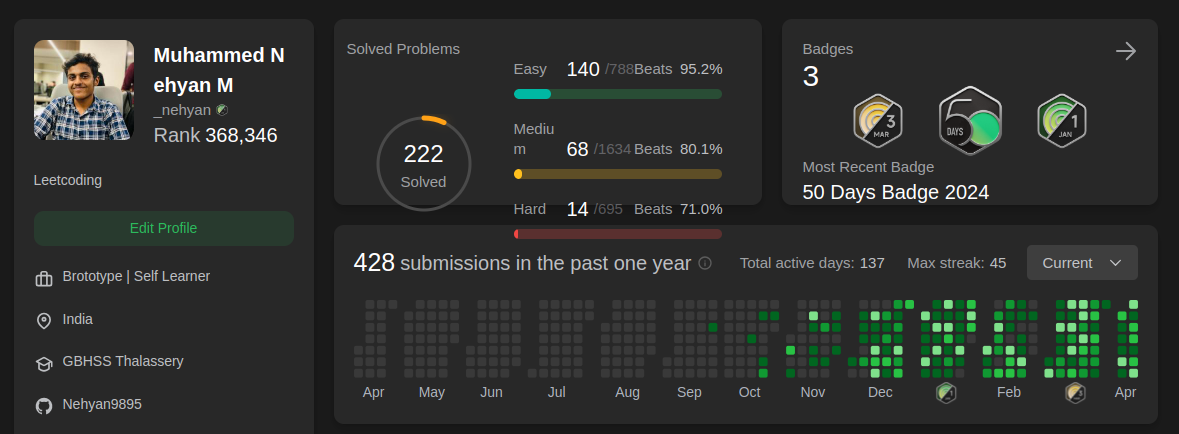 Muhammed N
ehyan M
_nehyan
Rank 368,346
Leetcoding
Edit Profile
Brototype | Self Learner
India
GBHSS Thalassery
Nehyan9895
Solved Problems
222
Solved
Easy 140 /788 Beats 95.2%
Mediu
m 68 /1634 Beats 80.1%
Hard 14 /695 Beats 71.0%
Badges
3
3
MAR
50
DAYS
1
JAN
Most Recent Badge
50 Days Badge 2024
428 submissions in the past one year
Total active days: 137 Max streak: 45 Current
Apr May Jun Jul Aug Sep Oct Nov Dec Feb Apr